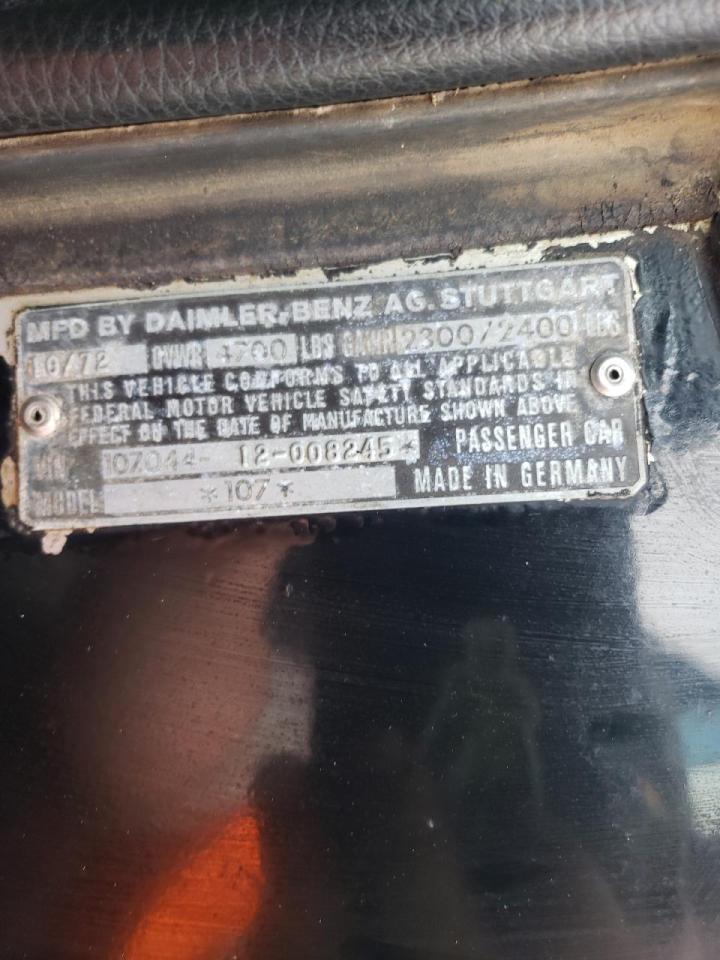 MFD BY DAIMLER-BENZ AG. STUTTGART
10/72 GVWR 4700 LBS GAWR 2300/2400 LBS
THIS VEHICLE CONFORMS TO ALL APPLICABLE
FEDERAL MOTOR VEHICLE SAFETY STANDARDS IN
EFFECT ON THE DATE OF MANUFACTURE SHOWN ABOVE
VIN 107044- 12-008245* PASSENGER CAR
MODEL *107* MADE IN GERMANY